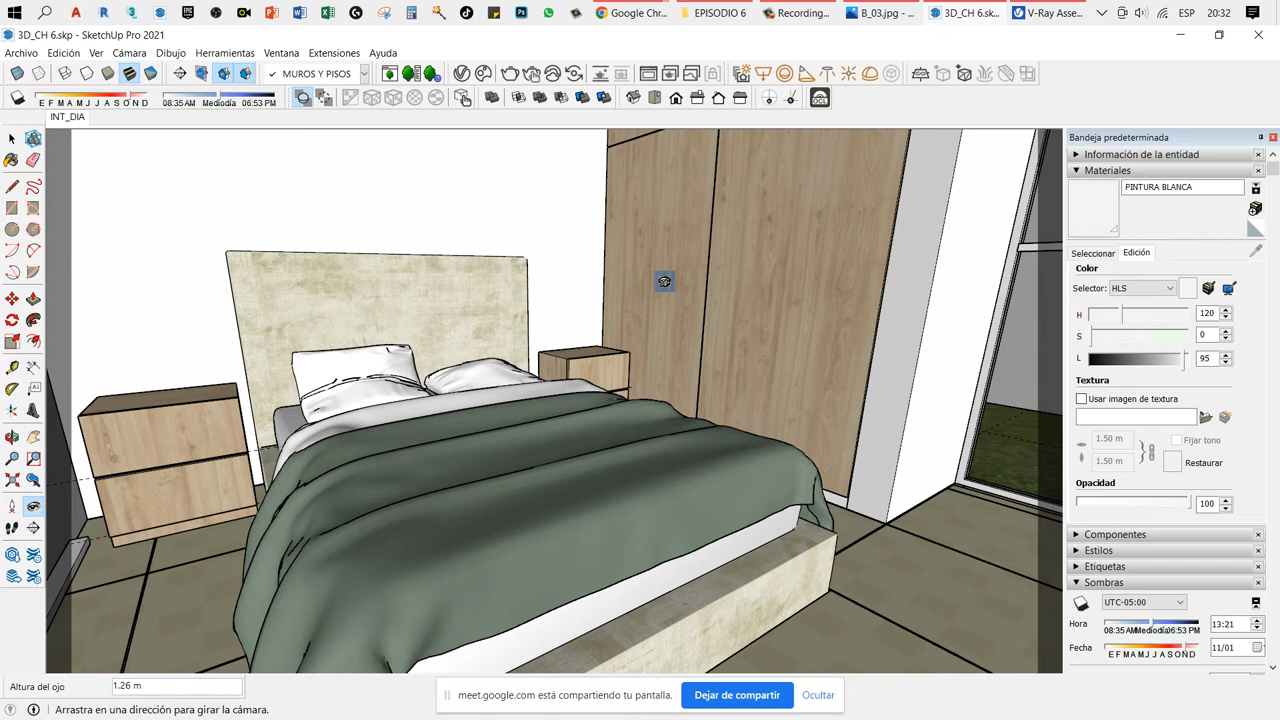 Google Chr...
EPISODIO 6
Recording...
B_03.jpg - ...
3D_CH 6.sk...
V-Ray Asse...
ESP
20:32
3D_CH 6.skp - SketchUp Pro 2021
Archivo
Edición
Ver
Cámara
Dibujo
Herramientas
Ventana
Extensiones
Ayuda
✓ MUROS Y PISOS
E F M A M J J A S O N D
08:35 AM
Mediodía
06:53 PM
INT_DIA
Bandeja predeterminada
Información de la entidad
Materiales
PINTURA BLANCA
Seleccionar
Edición
Color
Selector:
HLS
H
120
S
0
L
95
Textura
Usar imagen de textura
1.50 m
Fijar tono
1.50 m
Restaurar
Opacidad
100
Componentes
Estilos
Etiquetas
Sombras
UTC-05:00
Hora
08:35 AM
Mediodía
06:53 PM
13:21
Fecha
E F M A M J J A S O N D
11/01
Altura del ojo
1.26 m
meet.google.com está compartiendo tu pantalla.
Dejar de compartir
Ocultar
Arrastra en una dirección para girar la cámara.